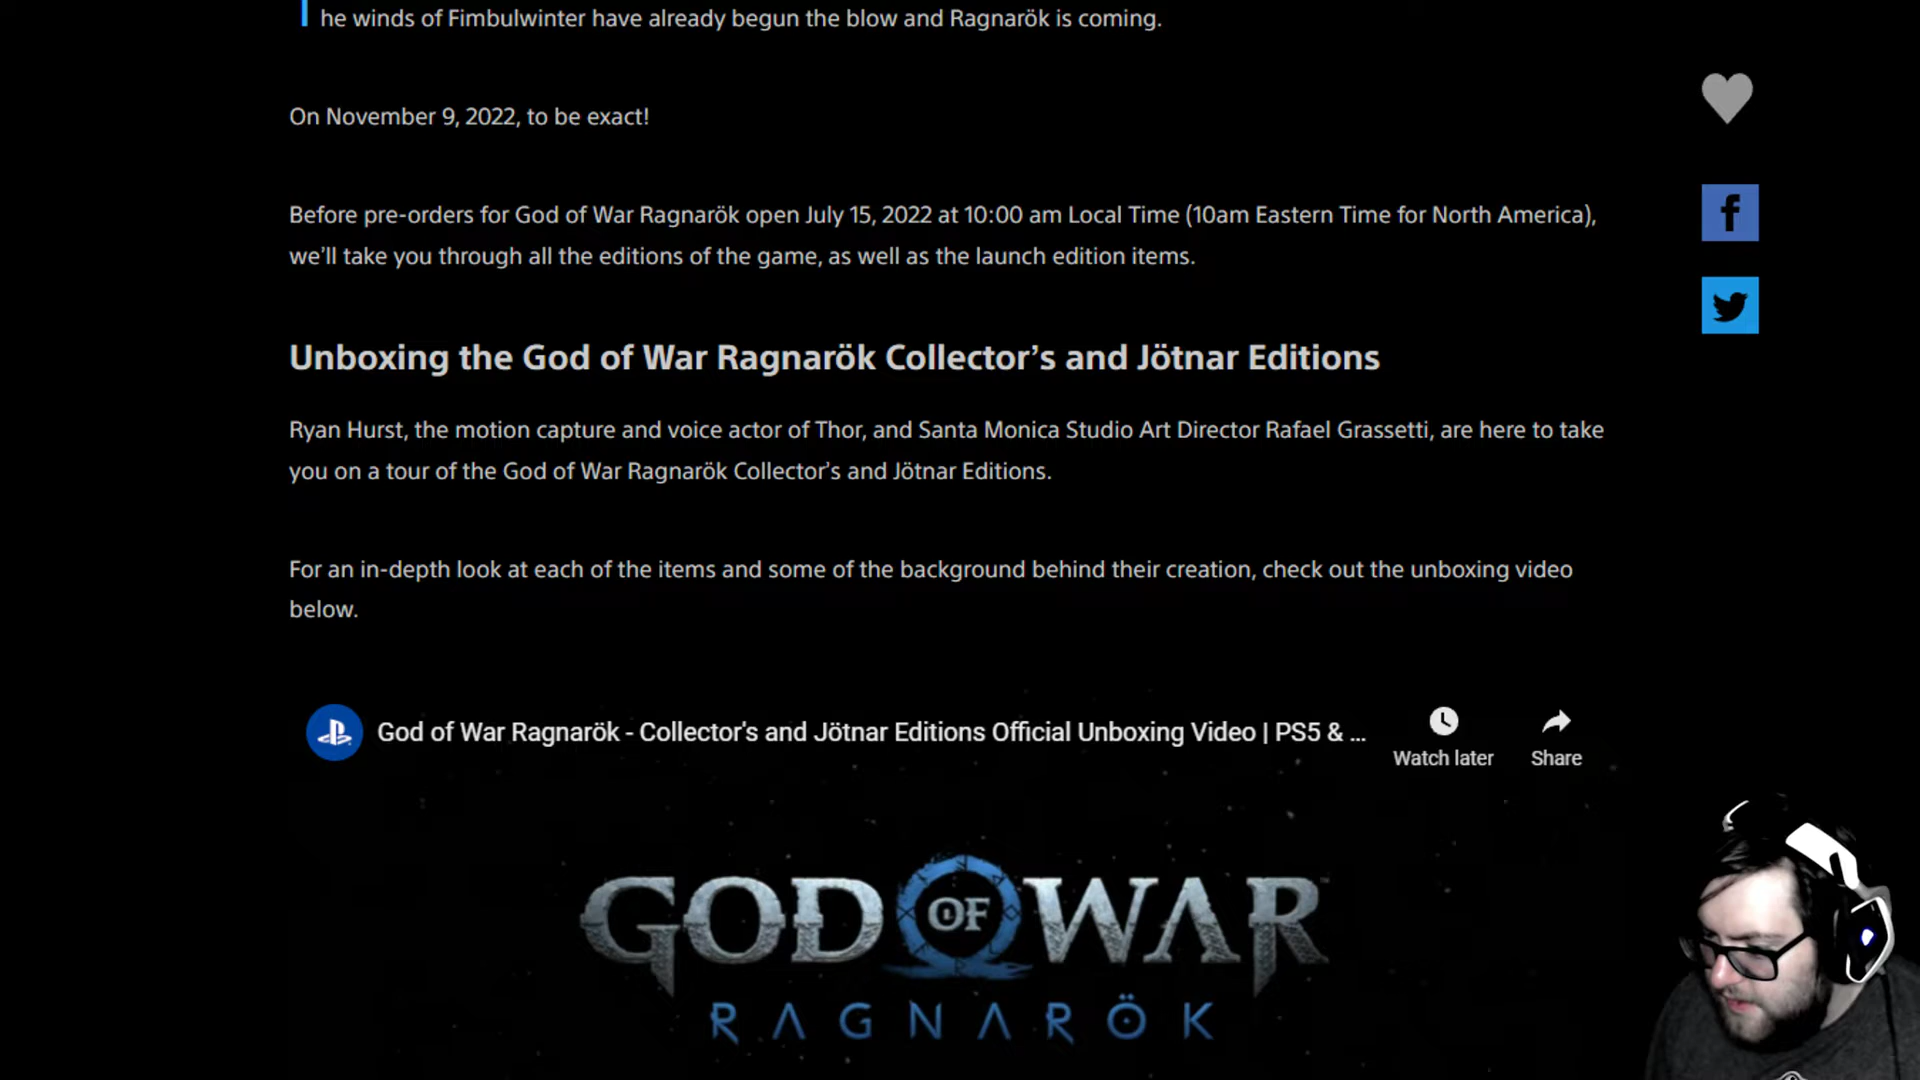 he winds of Fimbulwinter have already begun the blow and Ragnarök is coming.
On November 9, 2022, to be exact!
Before pre-orders for God of War Ragnarök open July 15, 2022 at 10:00 am Local Time (10am Eastern Time for North America),
we'll take you through all the editions of the game, as well as the launch edition items.
Unboxing the God of War Ragnarök Collector's and Jötnar Editions
Ryan Hurst, the motion capture and voice actor of Thor, and Santa Monica Studio Art Director Rafael Grassetti, are here to take
you on a tour of the God of War Ragnarök Collector's and Jötnar Editions.
For an in-depth look at each of the items and some of the background behind their creation, check out the unboxing video
below.
God of War Ragnarök - Collector's and Jötnar Editions Official Unboxing Video | PS5 & ...
Watch later
Share
GOD OF WAR
RAGNARÖK